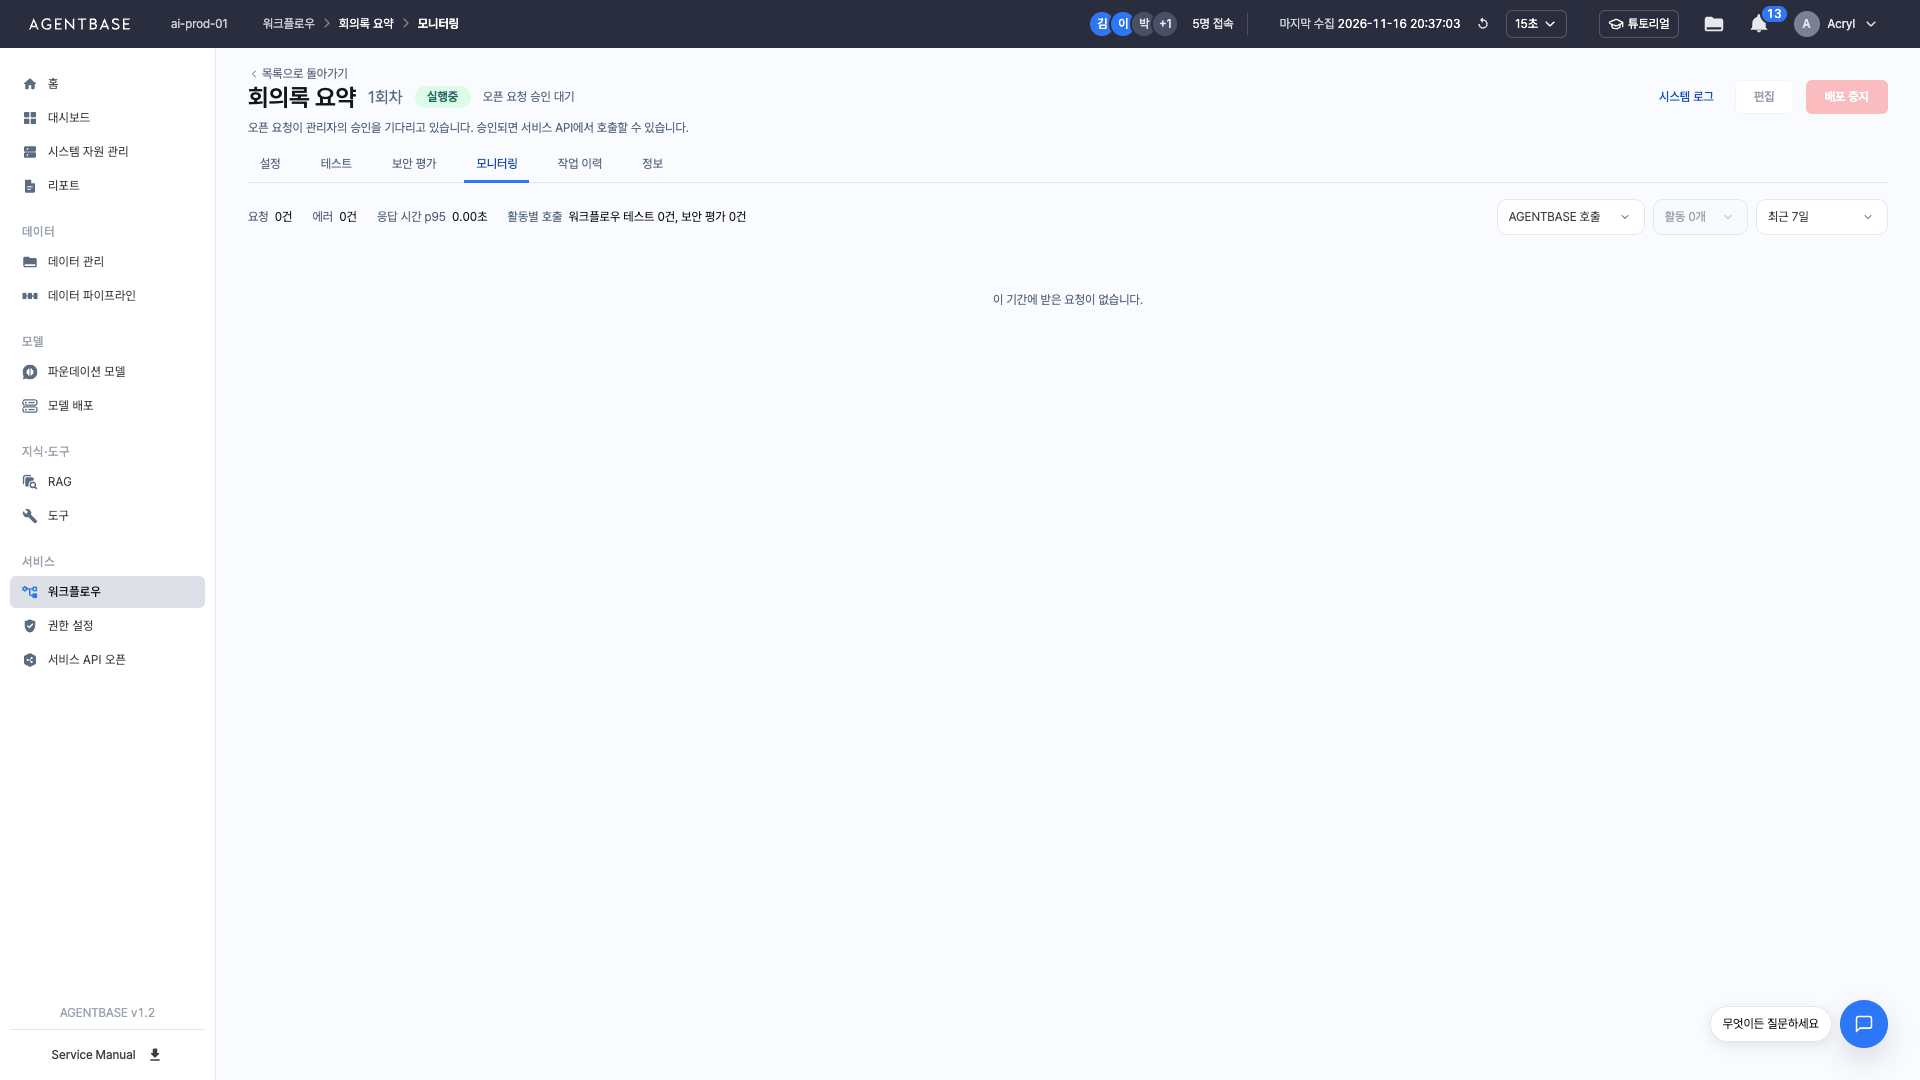 AGENTBASE
ai-prod-01
워크플로우 > 회의록 요약 > 모니터링
김 이 박 +1 5명 접속
마지막 수집 2026-11-16 20:37:03
15초
튜토리얼
13
A Acryl
홈
대시보드
시스템 자원 관리
리포트
데이터
데이터 관리
데이터 파이프라인
모델
파운데이션 모델
모델 배포
지식·도구
RAG
도구
서비스
워크플로우
권한 설정
서비스 API 오픈
AGENTBASE v1.2
Service Manual
목록으로 돌아가기
회의록 요약 1회차 실행중 오픈 요청 승인 대기
시스템 로그 편집 배포 중지
오픈 요청이 관리자의 승인을 기다리고 있습니다. 승인되면 서비스 API에서 호출할 수 있습니다.
설정 테스트 보안 평가 모니터링 작업 이력 정보
요청 0건 에러 0건 응답 시간 p95 0.00초 활동별 호출 워크플로우 테스트 0건, 보안 평가 0건
AGENTBASE 호출 활동 0개 최근 7일
이 기간에 받은 요청이 없습니다.
무엇이든 질문하세요